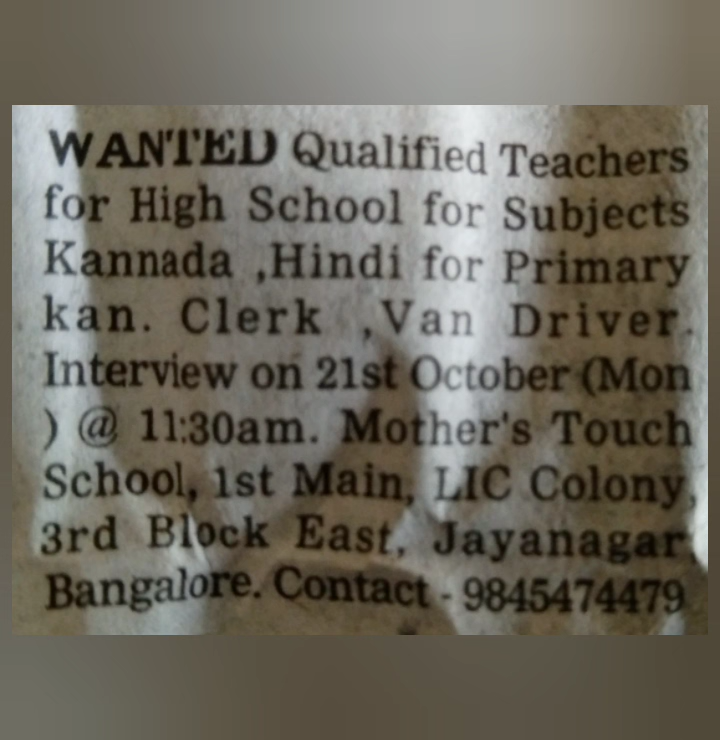 WANTED Qualified Teachers
for High School for Subjects
Kannada ,Hindi for Primary
kan. Clerk ,Van Driver.
Interview on 21st October (Mon
) @ 11:30am. Mother's Touch
School, 1st Main, LIC Colony,
3rd Block East, Jayanagar,
Bangalore. Contact - 9845474479